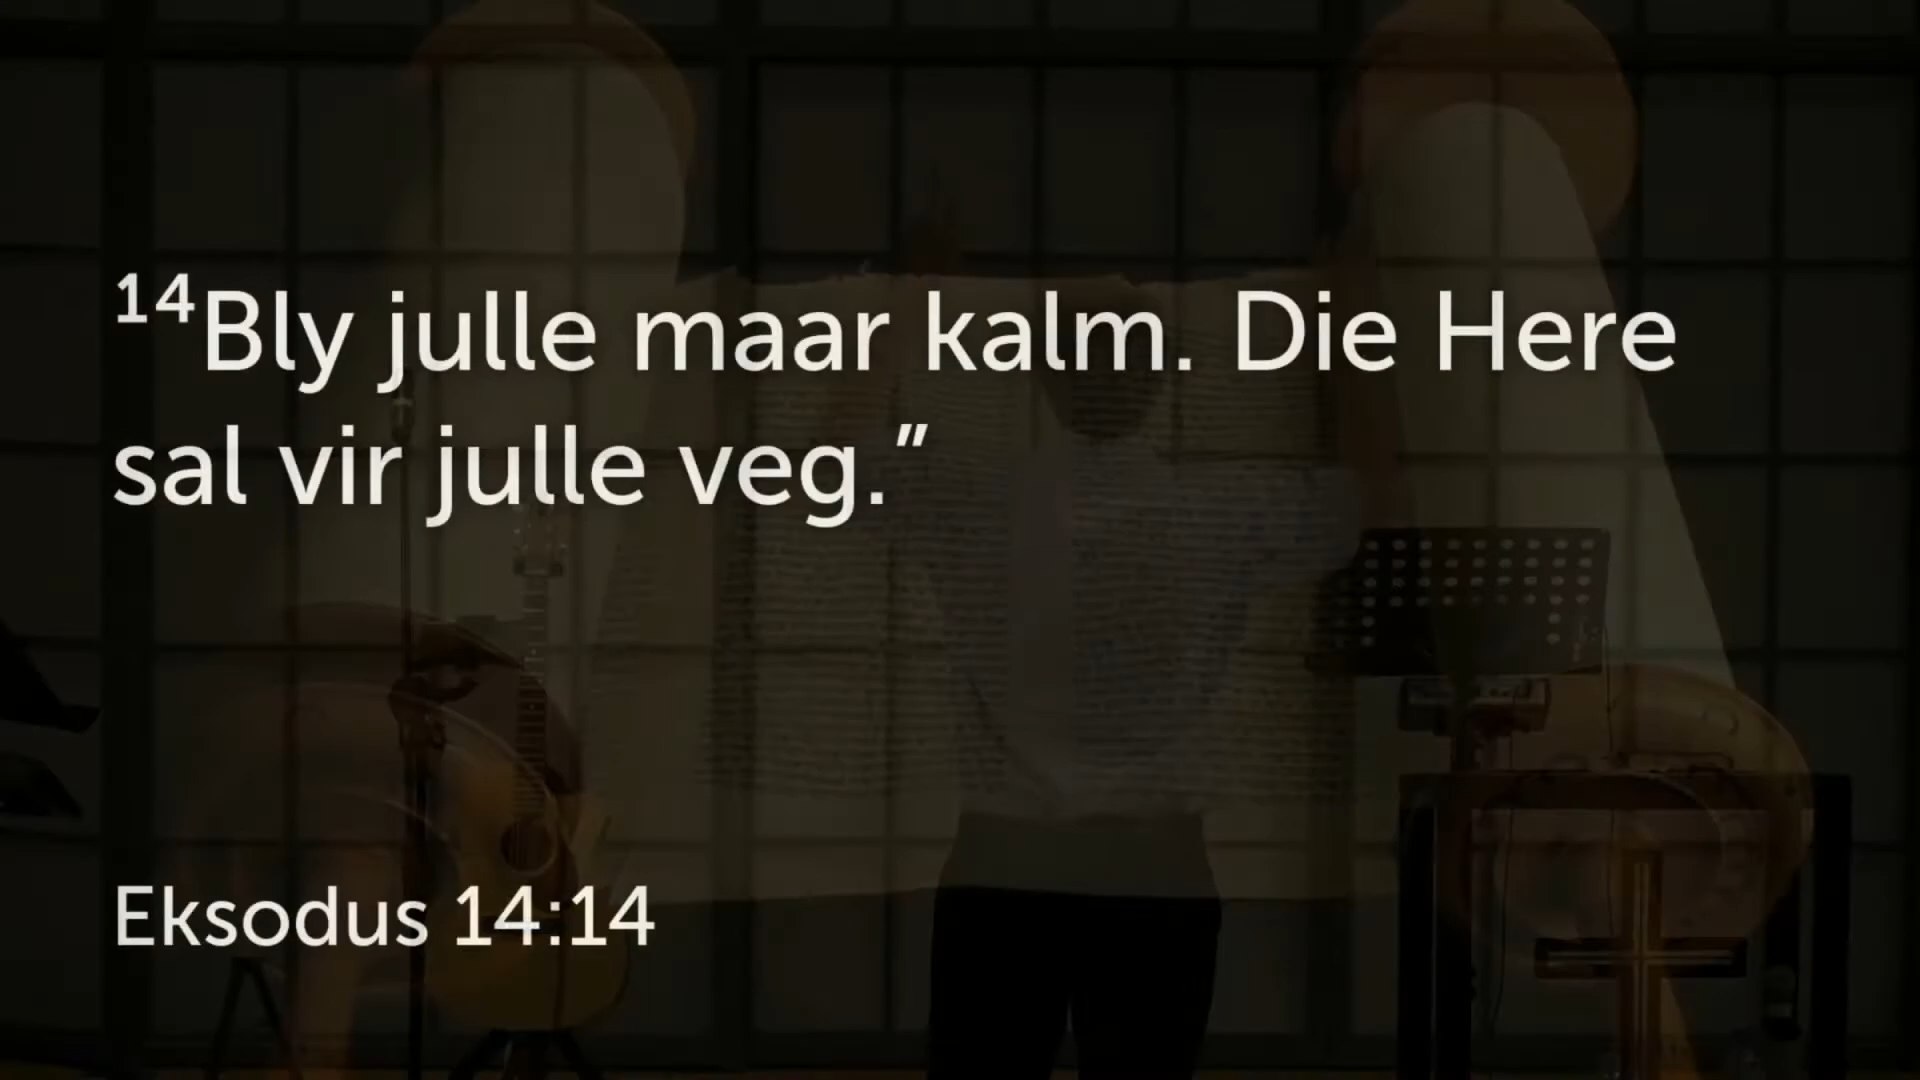 ¹⁴Bly julle maar kalm. Die Here
sal vir julle veg.”
Eksodus 14:14